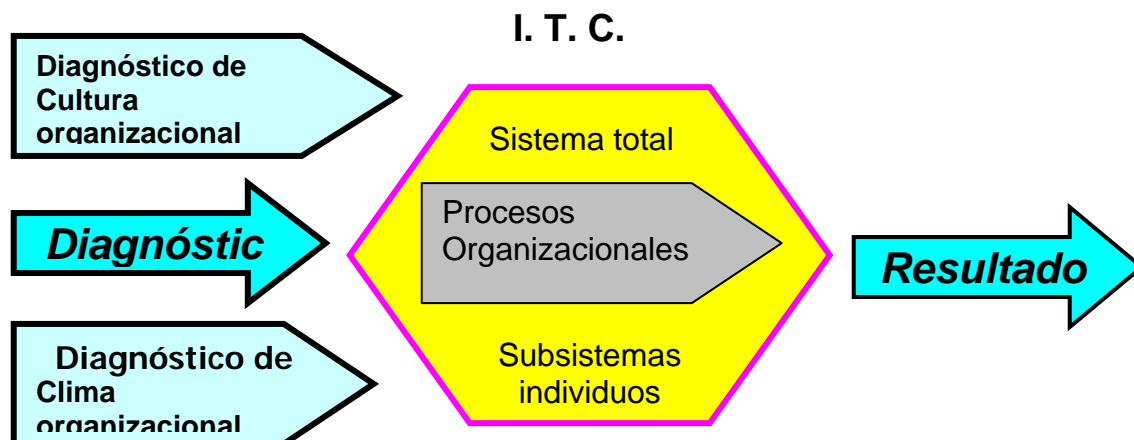 I. T. C.
Diagnóstico de
Cultura
organizacional
Sistema total
Procesos
Organizacionales
Diagnóstic
Resultado
Diagnóstico de
Clima
organizacional
Subsistemas
individuos